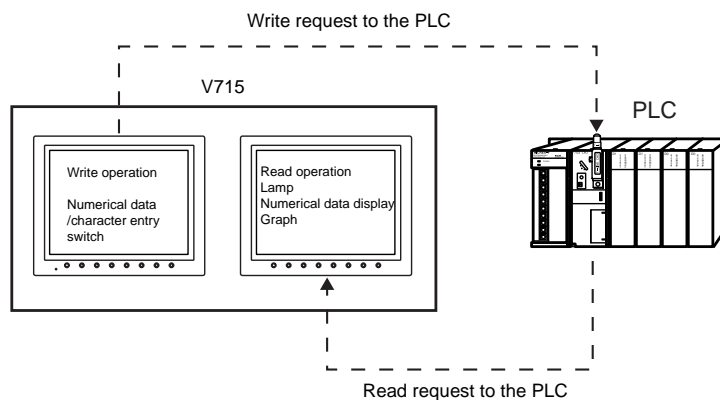 Write request to the PLC
V715
PLC
Write operation
Numerical data
/character entry
switch
Read operation
Lamp
Numerical data display
Graph
Read request to the PLC